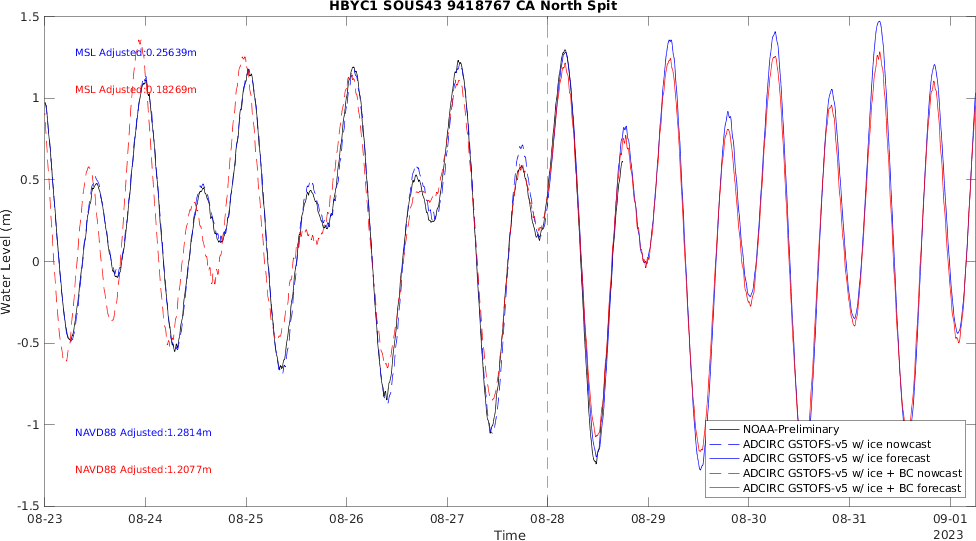 HBYC1 SOUS43 9418767 CA North Spit
1.5
1
0.5
0
-0.5
-1
-1.5
Water Level (m)
MSL Adjusted:0.25639m
MSL Adjusted:0.18269m
NAVD88 Adjusted:1.2814m
NAVD88 Adjusted:1.2077m
NOAA-Preliminary
ADCIRC GSTOFS-v5 w/ ice nowcast
ADCIRC GSTOFS-v5 w/ ice forecast
ADCIRC GSTOFS-v5 w/ ice + BC nowcast
ADCIRC GSTOFS-v5 w/ ice + BC forecast
08-23 08-24 08-25 08-26 08-27 08-28 08-29 08-30 08-31 09-01
Time
2023